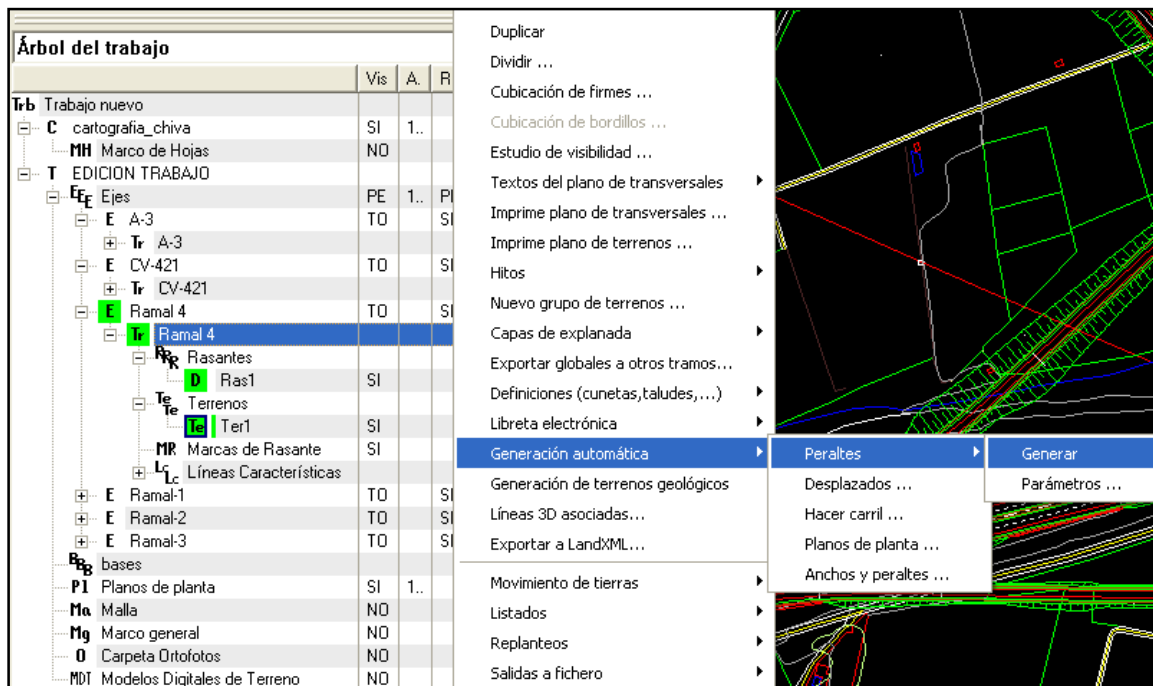 Árbol del trabajo
Vis A. R
Trb Trabajo nuevo
C cartografia_chiva SI 1..
MH Marco de Hojas NO
T EDICION TRABAJO
EEE Ejes PE 1.. PI
E A-3 TO SI
Tr A-3
E CV-421 TO SI
Tr CV-421
E Ramal 4 TO SI
Tr Ramal 4
RRR Rasantes
D Ras1 SI
Te Te Terrenos
Te Ter1 SI
MR Marcas de Rasante SI
Lc Lc Líneas Características
E Ramal-1 TO SI
E Ramal-2 TO SI
E Ramal-3 TO SI
BBB bases
Pl Planos de planta SI 1..
Ma Malla NO
Mg Marco general NO
O Carpeta Ortofotos NO
MDT Modelos Digitales de Terreno NO
Duplicar
Dividir ...
Cubicación de firmes ...
Cubicación de bordillos ...
Estudio de visibilidad ...
Textos del plano de transversales
Imprime plano de transversales ...
Imprime plano de terrenos ...
Hitos
Nuevo grupo de terrenos ...
Capas de explanada
Exportar globales a otros tramos...
Definiciones (cunetas,taludes,...)
Libreta electrónica
Generación automática
Generación de terrenos geológicos
Líneas 3D asociadas...
Exportar a LandXML...
Movimiento de tierras
Listados
Replanteos
Salidas a fichero
Peraltes
Desplazados ...
Hacer carril ...
Planos de planta ...
Anchos y peraltes ...
Generar
Parámetros ...